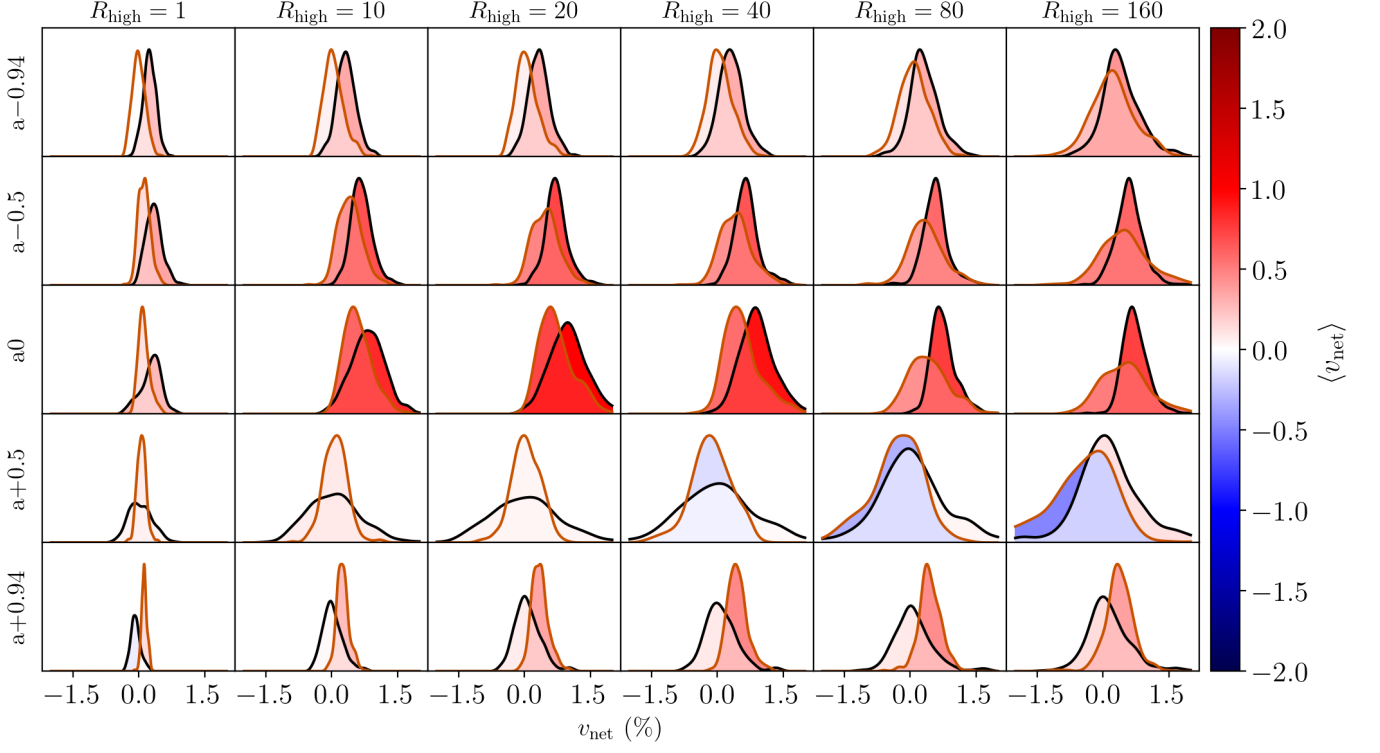 R_high = 1 R_high = 10 R_high = 20 R_high = 40 R_high = 80 R_high = 160
a−0.94
a−0.5
a0
a+0.5
a+0.94
−1.5 0.0 1.5 −1.5 0.0 1.5 −1.5 0.0 1.5 −1.5 0.0 1.5 −1.5 0.0 1.5 −1.5 0.0 1.5
v_net (%)
2.0
1.5
1.0
0.5
0.0
−0.5
−1.0
−1.5
−2.0
⟨v_net⟩